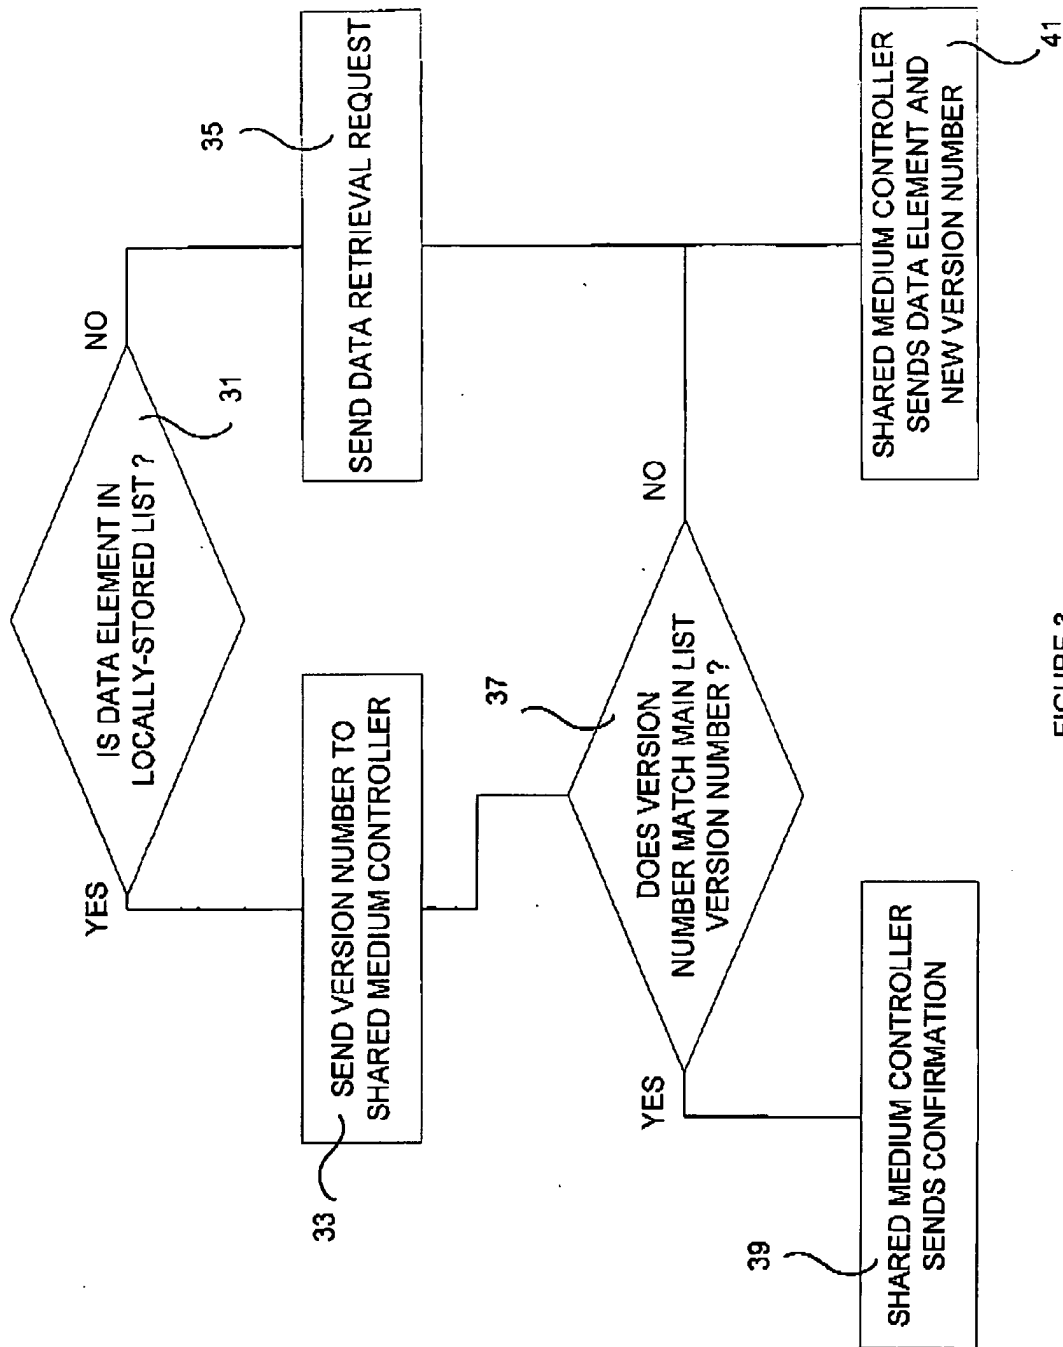 IS DATA ELEMENT IN
LOCALLY-STORED LIST ?
31
YES
NO
33
SEND VERSION NUMBER TO
SHARED MEDIUM CONTROLLER
35
SEND DATA RETRIEVAL REQUEST
37
DOES VERSION
NUMBER MATCH MAIN LIST
VERSION NUMBER ?
YES
NO
39
SHARED MEDIUM CONTROLLER
SENDS CONFIRMATION
SHARED MEDIUM CONTROLLER
SENDS DATA ELEMENT AND
NEW VERSION NUMBER
41